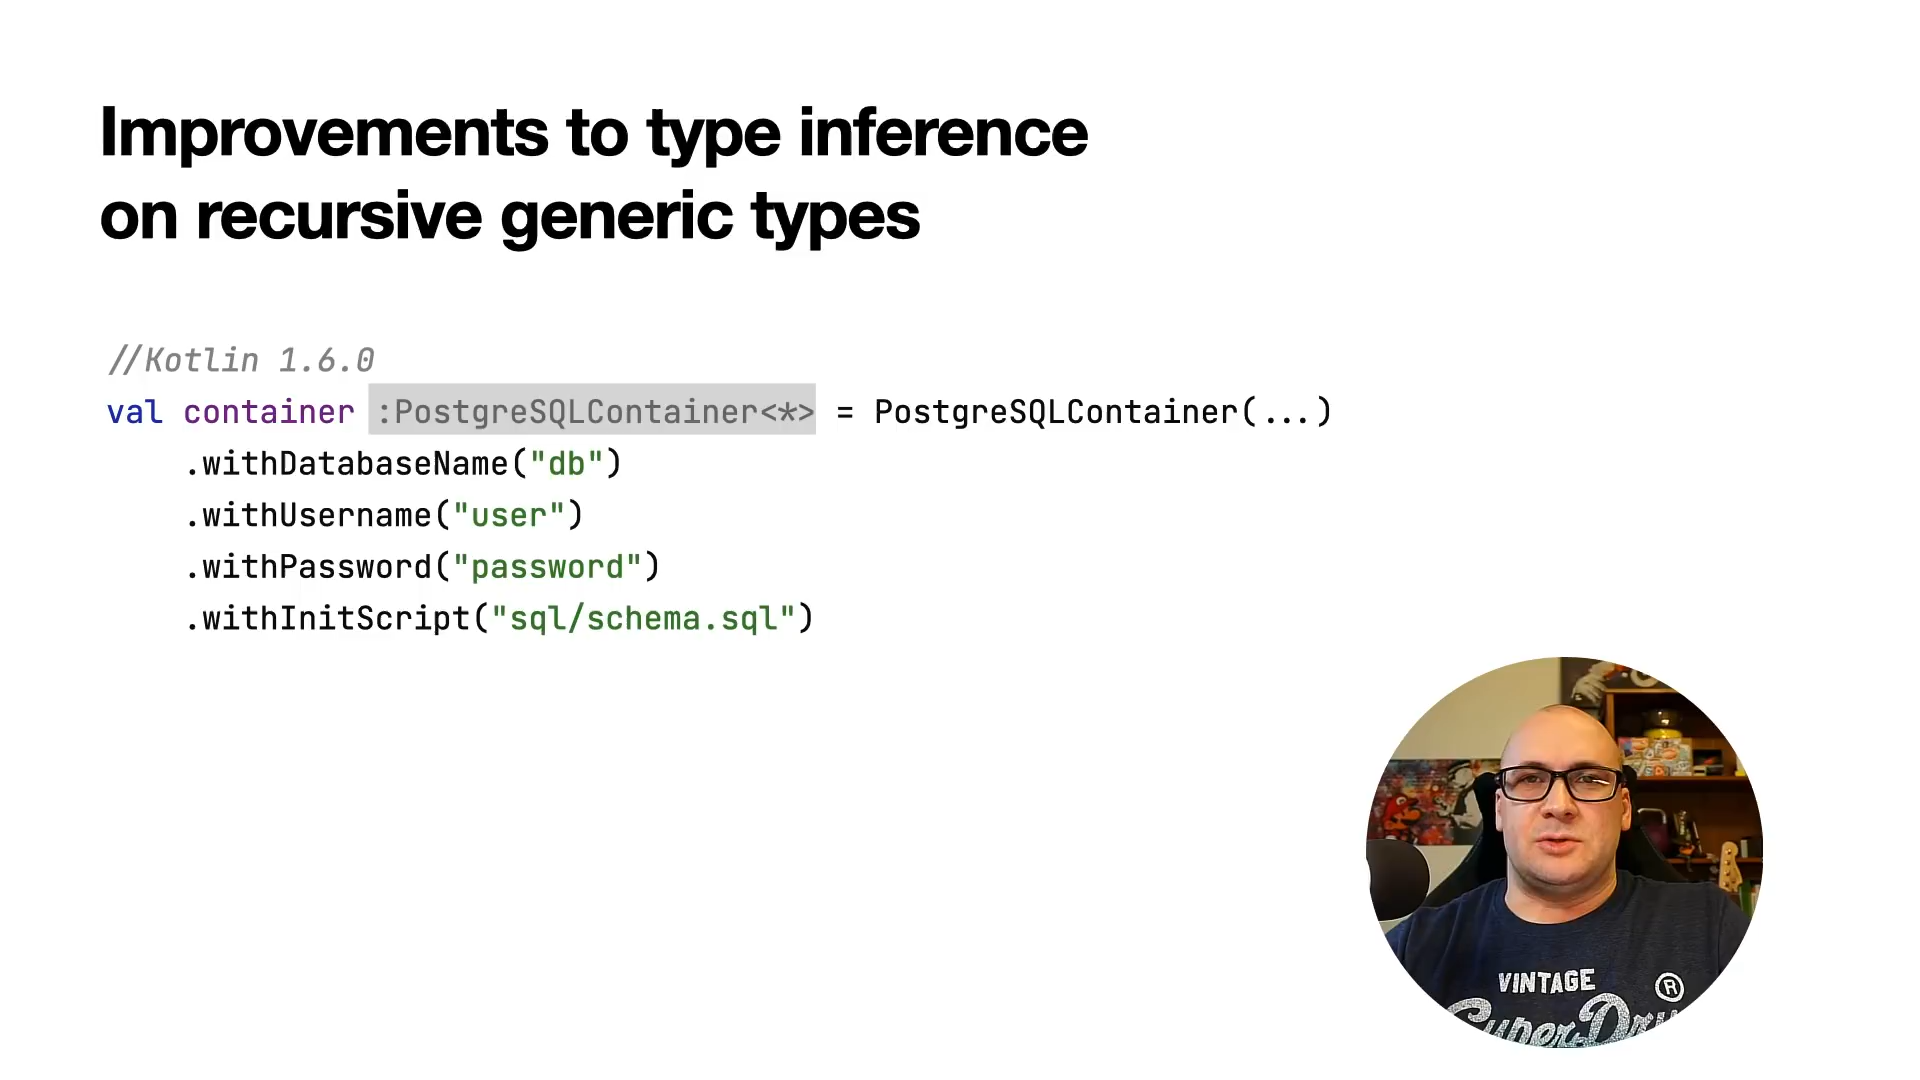 Improvements to type inference
on recursive generic types
//Kotlin 1.6.0
val container :PostgreSQLContainer<*> = PostgreSQLContainer(...)
.withDatabaseName("db")
.withUsername("user")
.withPassword("password")
.withInitScript("sql/schema.sql")
VINTAGE
®